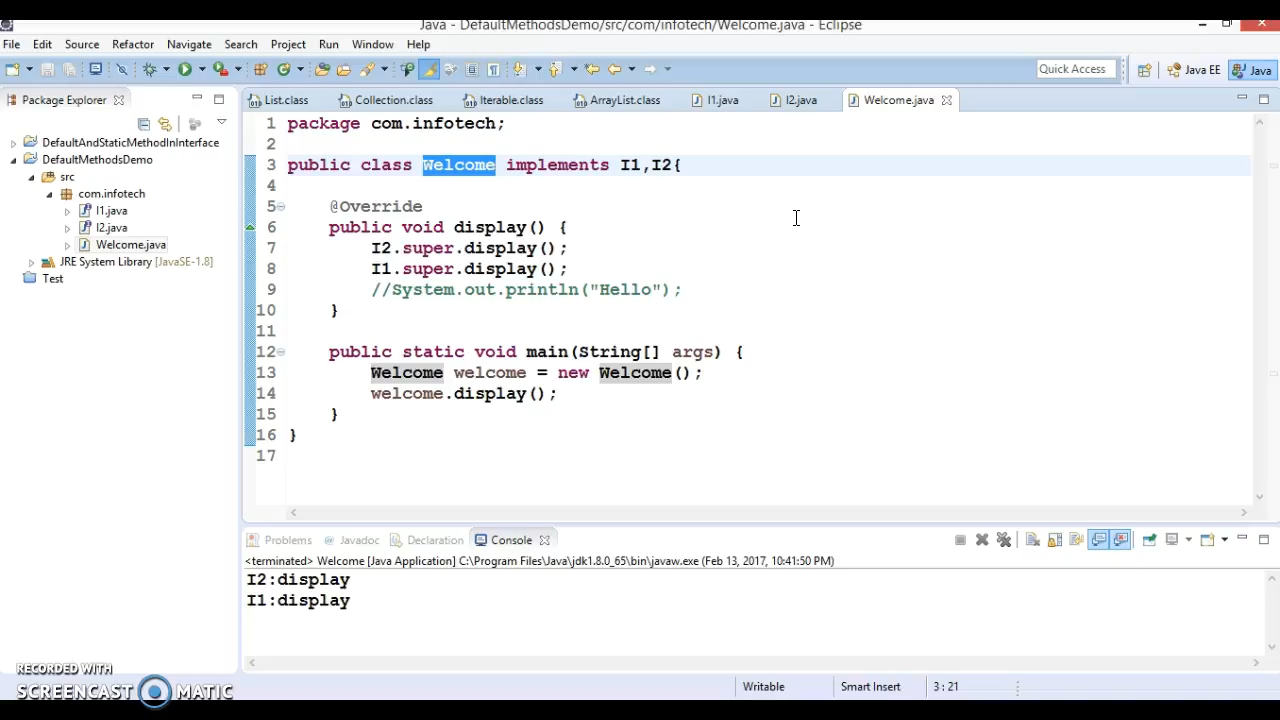 Java - DefaultMethodsDemo/src/com/infotech/Welcome.java - Eclipse
File Edit Source Refactor Navigate Search Project Run Window Help
Quick Access Java EE Java
Package Explorer
DefaultAndStaticMethodInInterface
DefaultMethodsDemo
src
com.infotech
I1.java
I2.java
Welcome.java
JRE System Library [JavaSE-1.8]
Test
List.class Collection.class Iterable.class ArrayList.class I1.java I2.java Welcome.java
1 package com.infotech;
2
3 public class Welcome implements I1,I2{
4
5 @Override
6 public void display() {
7 I2.super.display();
8 I1.super.display();
9 //System.out.println("Hello");
10 }
11
12 public static void main(String[] args) {
13 Welcome welcome = new Welcome();
14 welcome.display();
15 }
16 }
17
Problems @ Javadoc Declaration Console
<terminated> Welcome [Java Application] C:\Program Files\Java\jdk1.8.0_65\bin\javaw.exe (Feb 13, 2017, 10:41:50 PM)
I2:display
I1:display
RECORDED WITH
SCREENCAST MATIC
Writable Smart Insert 3 : 21